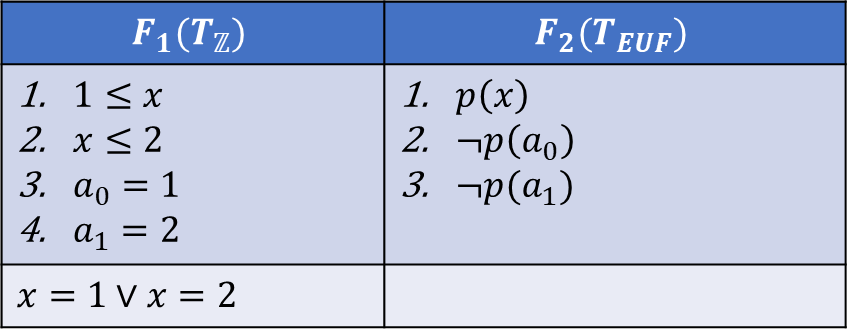 F₁(Tℤ)
F₂(T_EUF)
1. 1 ≤ x
2. x ≤ 2
3. a₀ = 1
4. a₁ = 2
1. p(x)
2. ¬p(a₀)
3. ¬p(a₁)
x = 1 ∨ x = 2